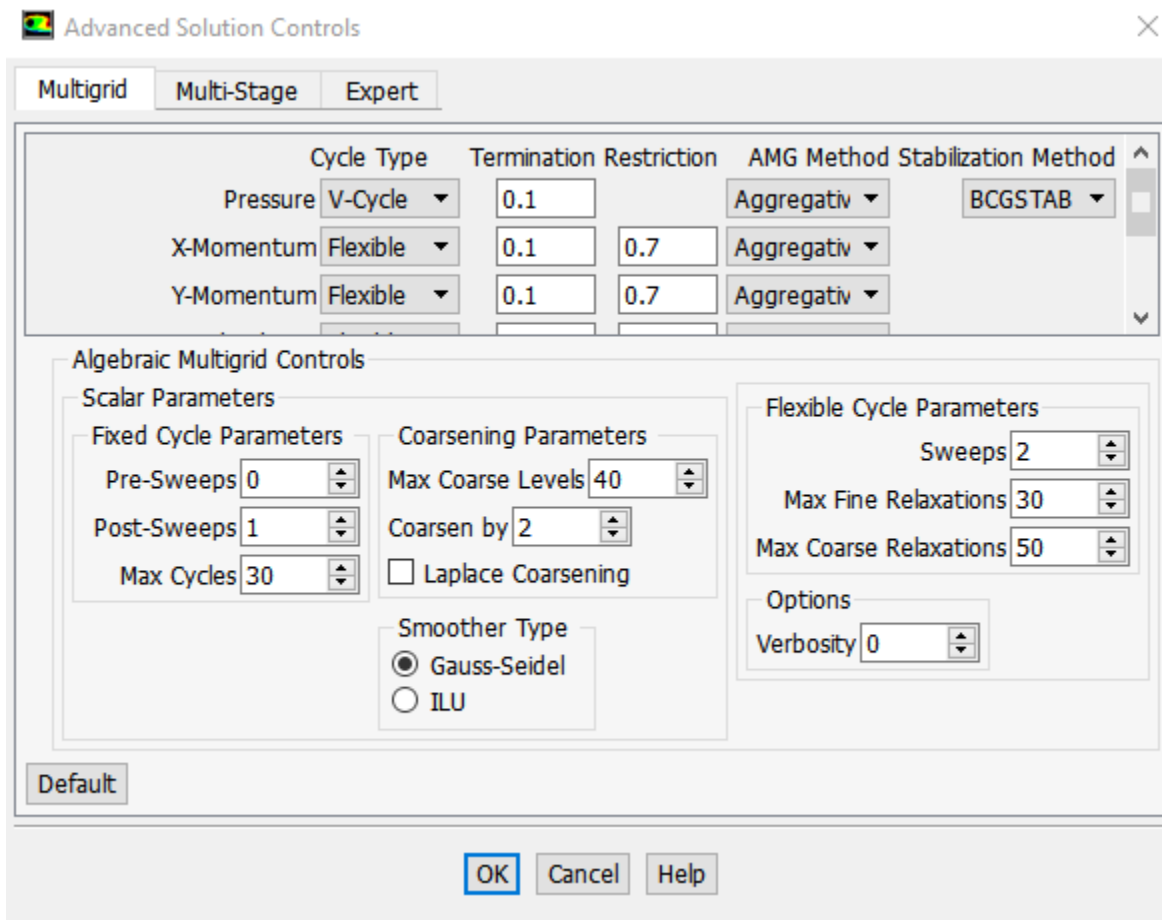 Advanced Solution Controls
Multigrid Multi-Stage Expert
Cycle Type Termination Restriction AMG Method Stabilization Method
Pressure V-Cycle 0.1 Aggregativ BCGSTAB
X-Momentum Flexible 0.1 0.7 Aggregativ
Y-Momentum Flexible 0.1 0.7 Aggregativ
Algebraic Multigrid Controls
Scalar Parameters
Fixed Cycle Parameters
Pre-Sweeps 0
Post-Sweeps 1
Max Cycles 30
Coarsening Parameters
Max Coarse Levels 40
Coarsen by 2
Laplace Coarsening
Smoother Type
Gauss-Seidel
ILU
Flexible Cycle Parameters
Sweeps 2
Max Fine Relaxations 30
Max Coarse Relaxations 50
Options
Verbosity 0
Default
OK Cancel Help